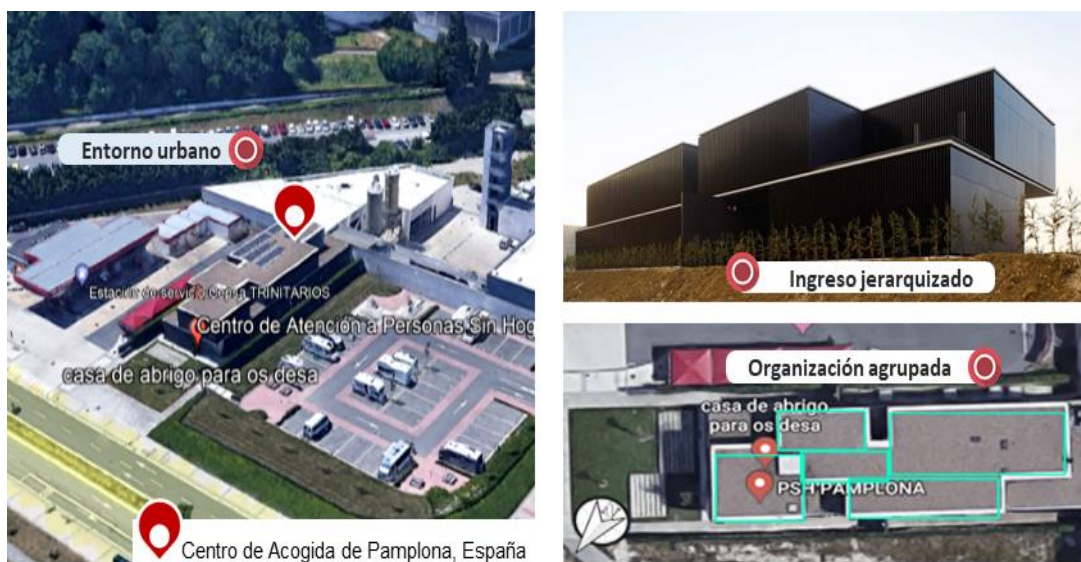 Entorno urbano
Estación de servicio Cepsa TRINITARIOS
Centro de Atención a Personas Sin Hog
casa de abrigo para os desa
Centro de Acogida de Pamplona, España
Ingreso jerarquizado
Organización agrupada
casa de abrigo
para os desa
PSH PAMPLONA